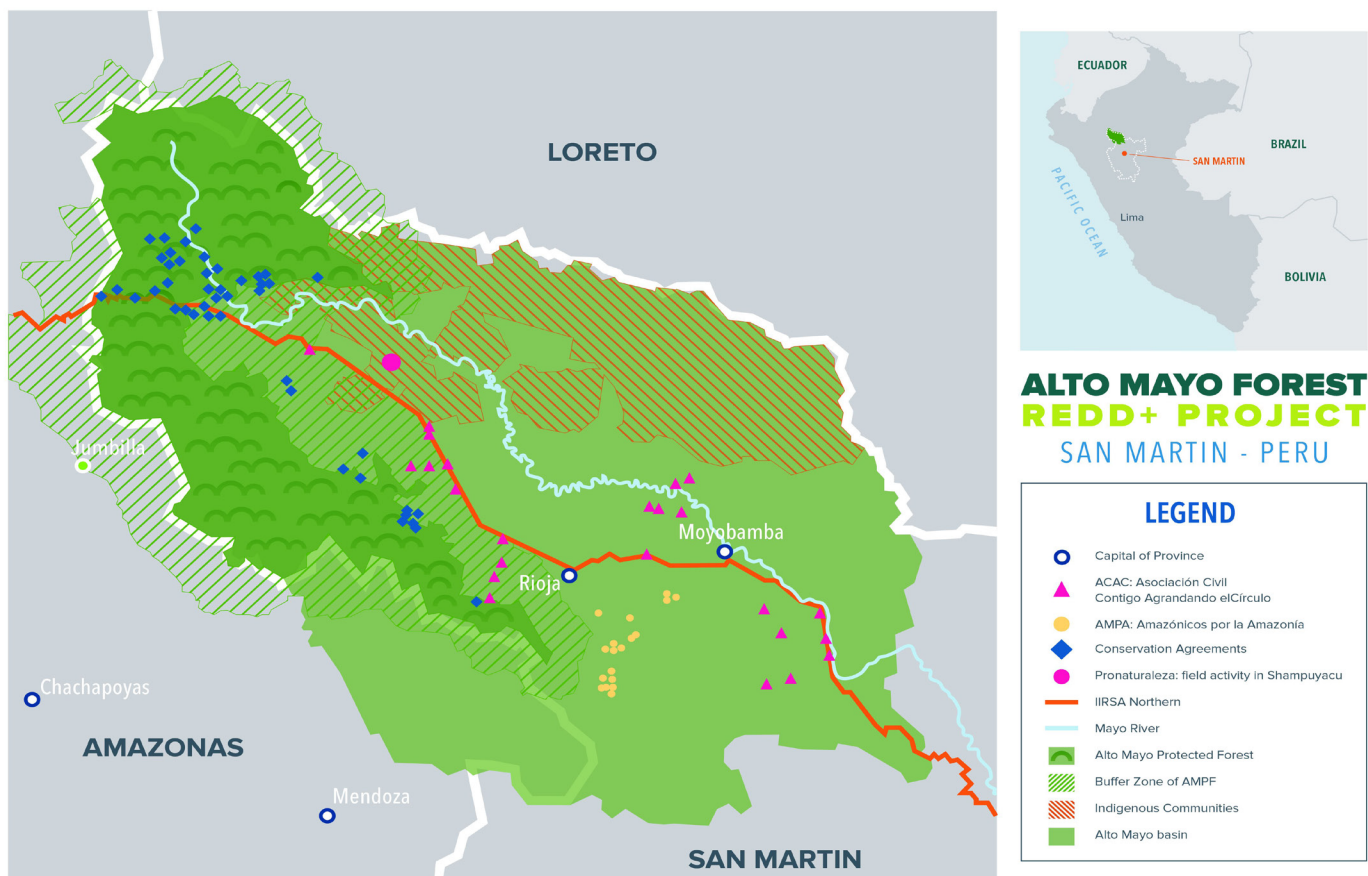 LORETO
Jumbilla
Moyobamba
Rioja
Chachapoyas
AMAZONAS
Mendoza
SAN MARTIN
ECUADOR
BRAZIL
SAN MARTIN
PACIFIC OCEAN
Lima
BOLIVIA
ALTO MAYO FOREST
REDD+ PROJECT
SAN MARTIN - PERU
LEGEND
Capital of Province
ACAC: Asociación Civil
Contigo Agrandando elCírculo
AMPA: Amazónicos por la Amazonía
Conservation Agreements
Pronaturaleza: field activity in Shampuyacu
IIRSA Northern
Mayo River
Alto Mayo Protected Forest
Buffer Zone of AMPF
Indigenous Communities
Alto Mayo basin